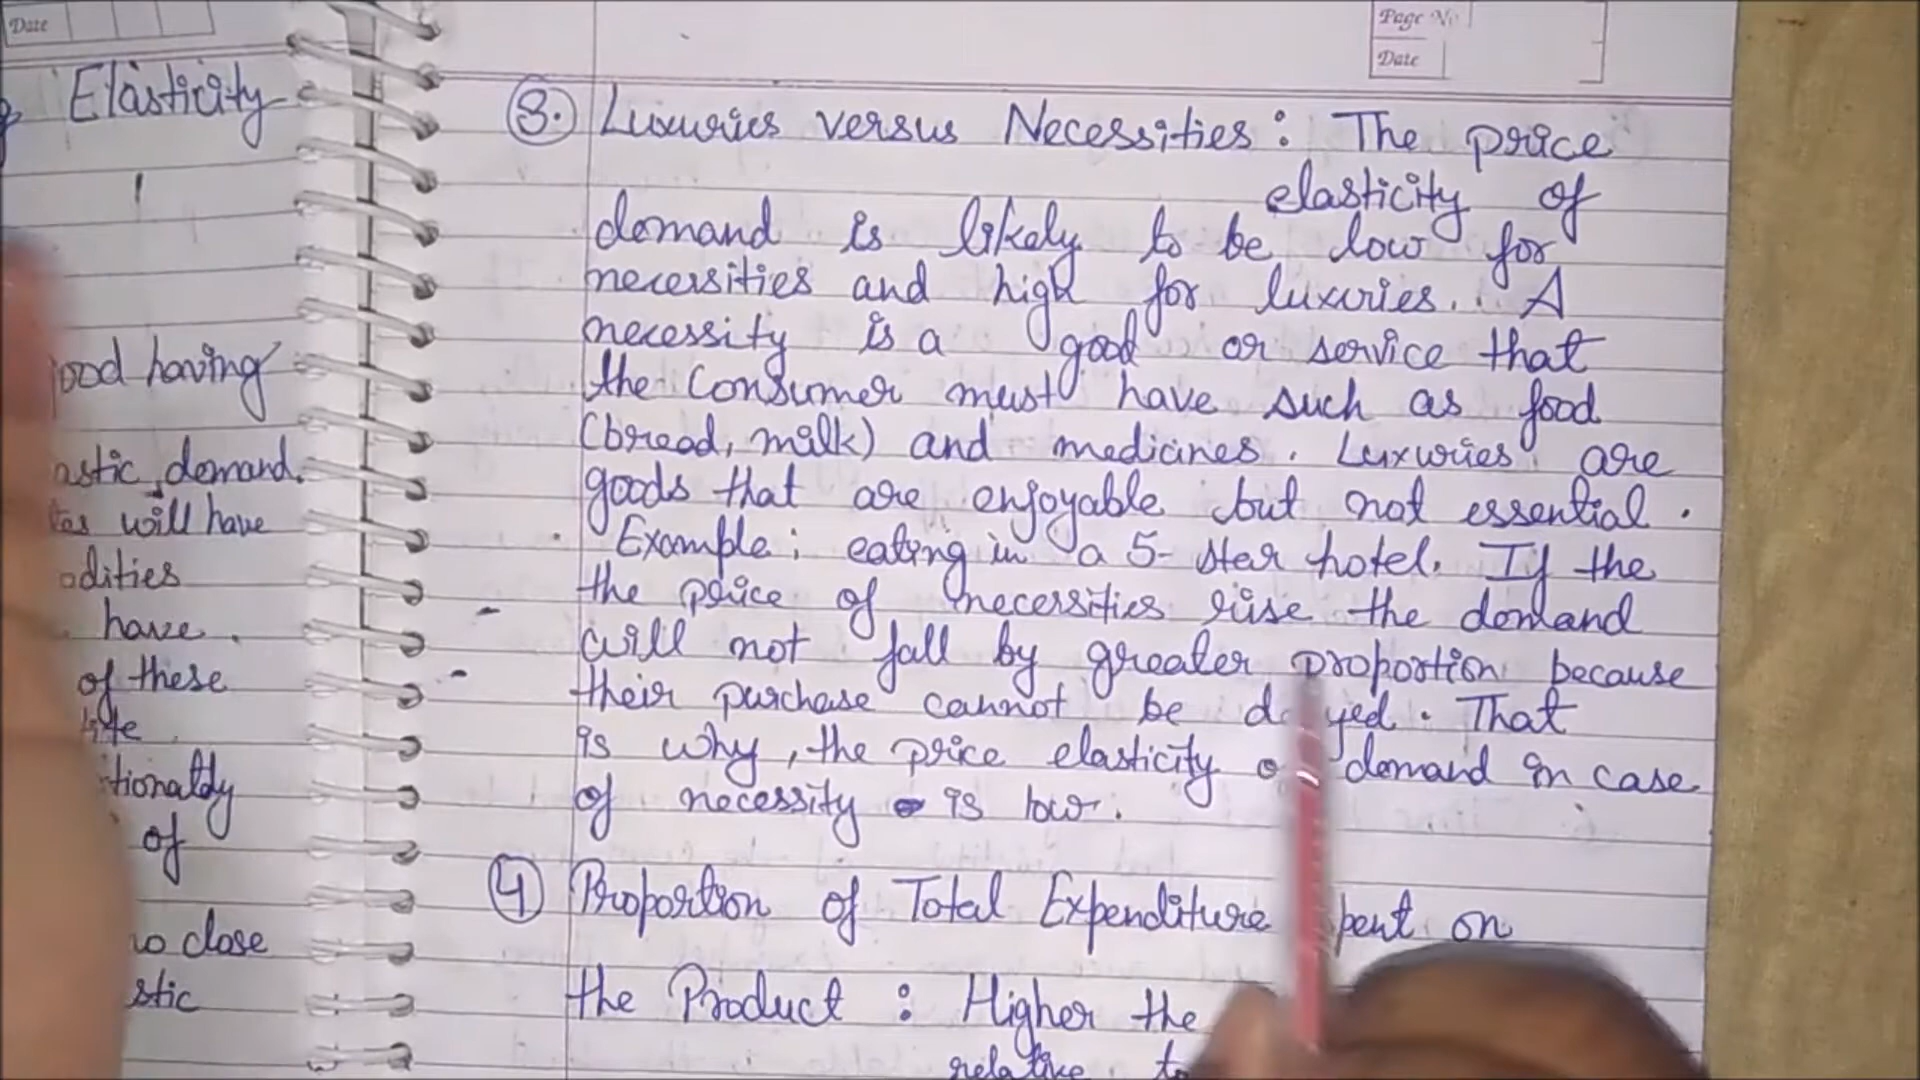 Date
Elasticity
ood having
astic demand.
tes will have
odities
have.
of these
tionaldy
of
no close
stic
Page No
Date
3. Luxuries versus Necessities: The price
elasticity of
demand is likely to be low for
necessities and high for luxuries. A
necessity is a good or service that
the Consumer must have such as food
(bread, milk) and medicines. Luxuries are
goods that are enjoyable but not essential.
Example: eating in a 5-star hotel. If the
the price of necessities rise the demand
will not fall by greater proportion because
their purchase cannot be d yed. That
is why, the price elasticity o demand in case
of necessity is low.
4 Proportion of Total Expenditure pent on
the Product: Higher the
relative to